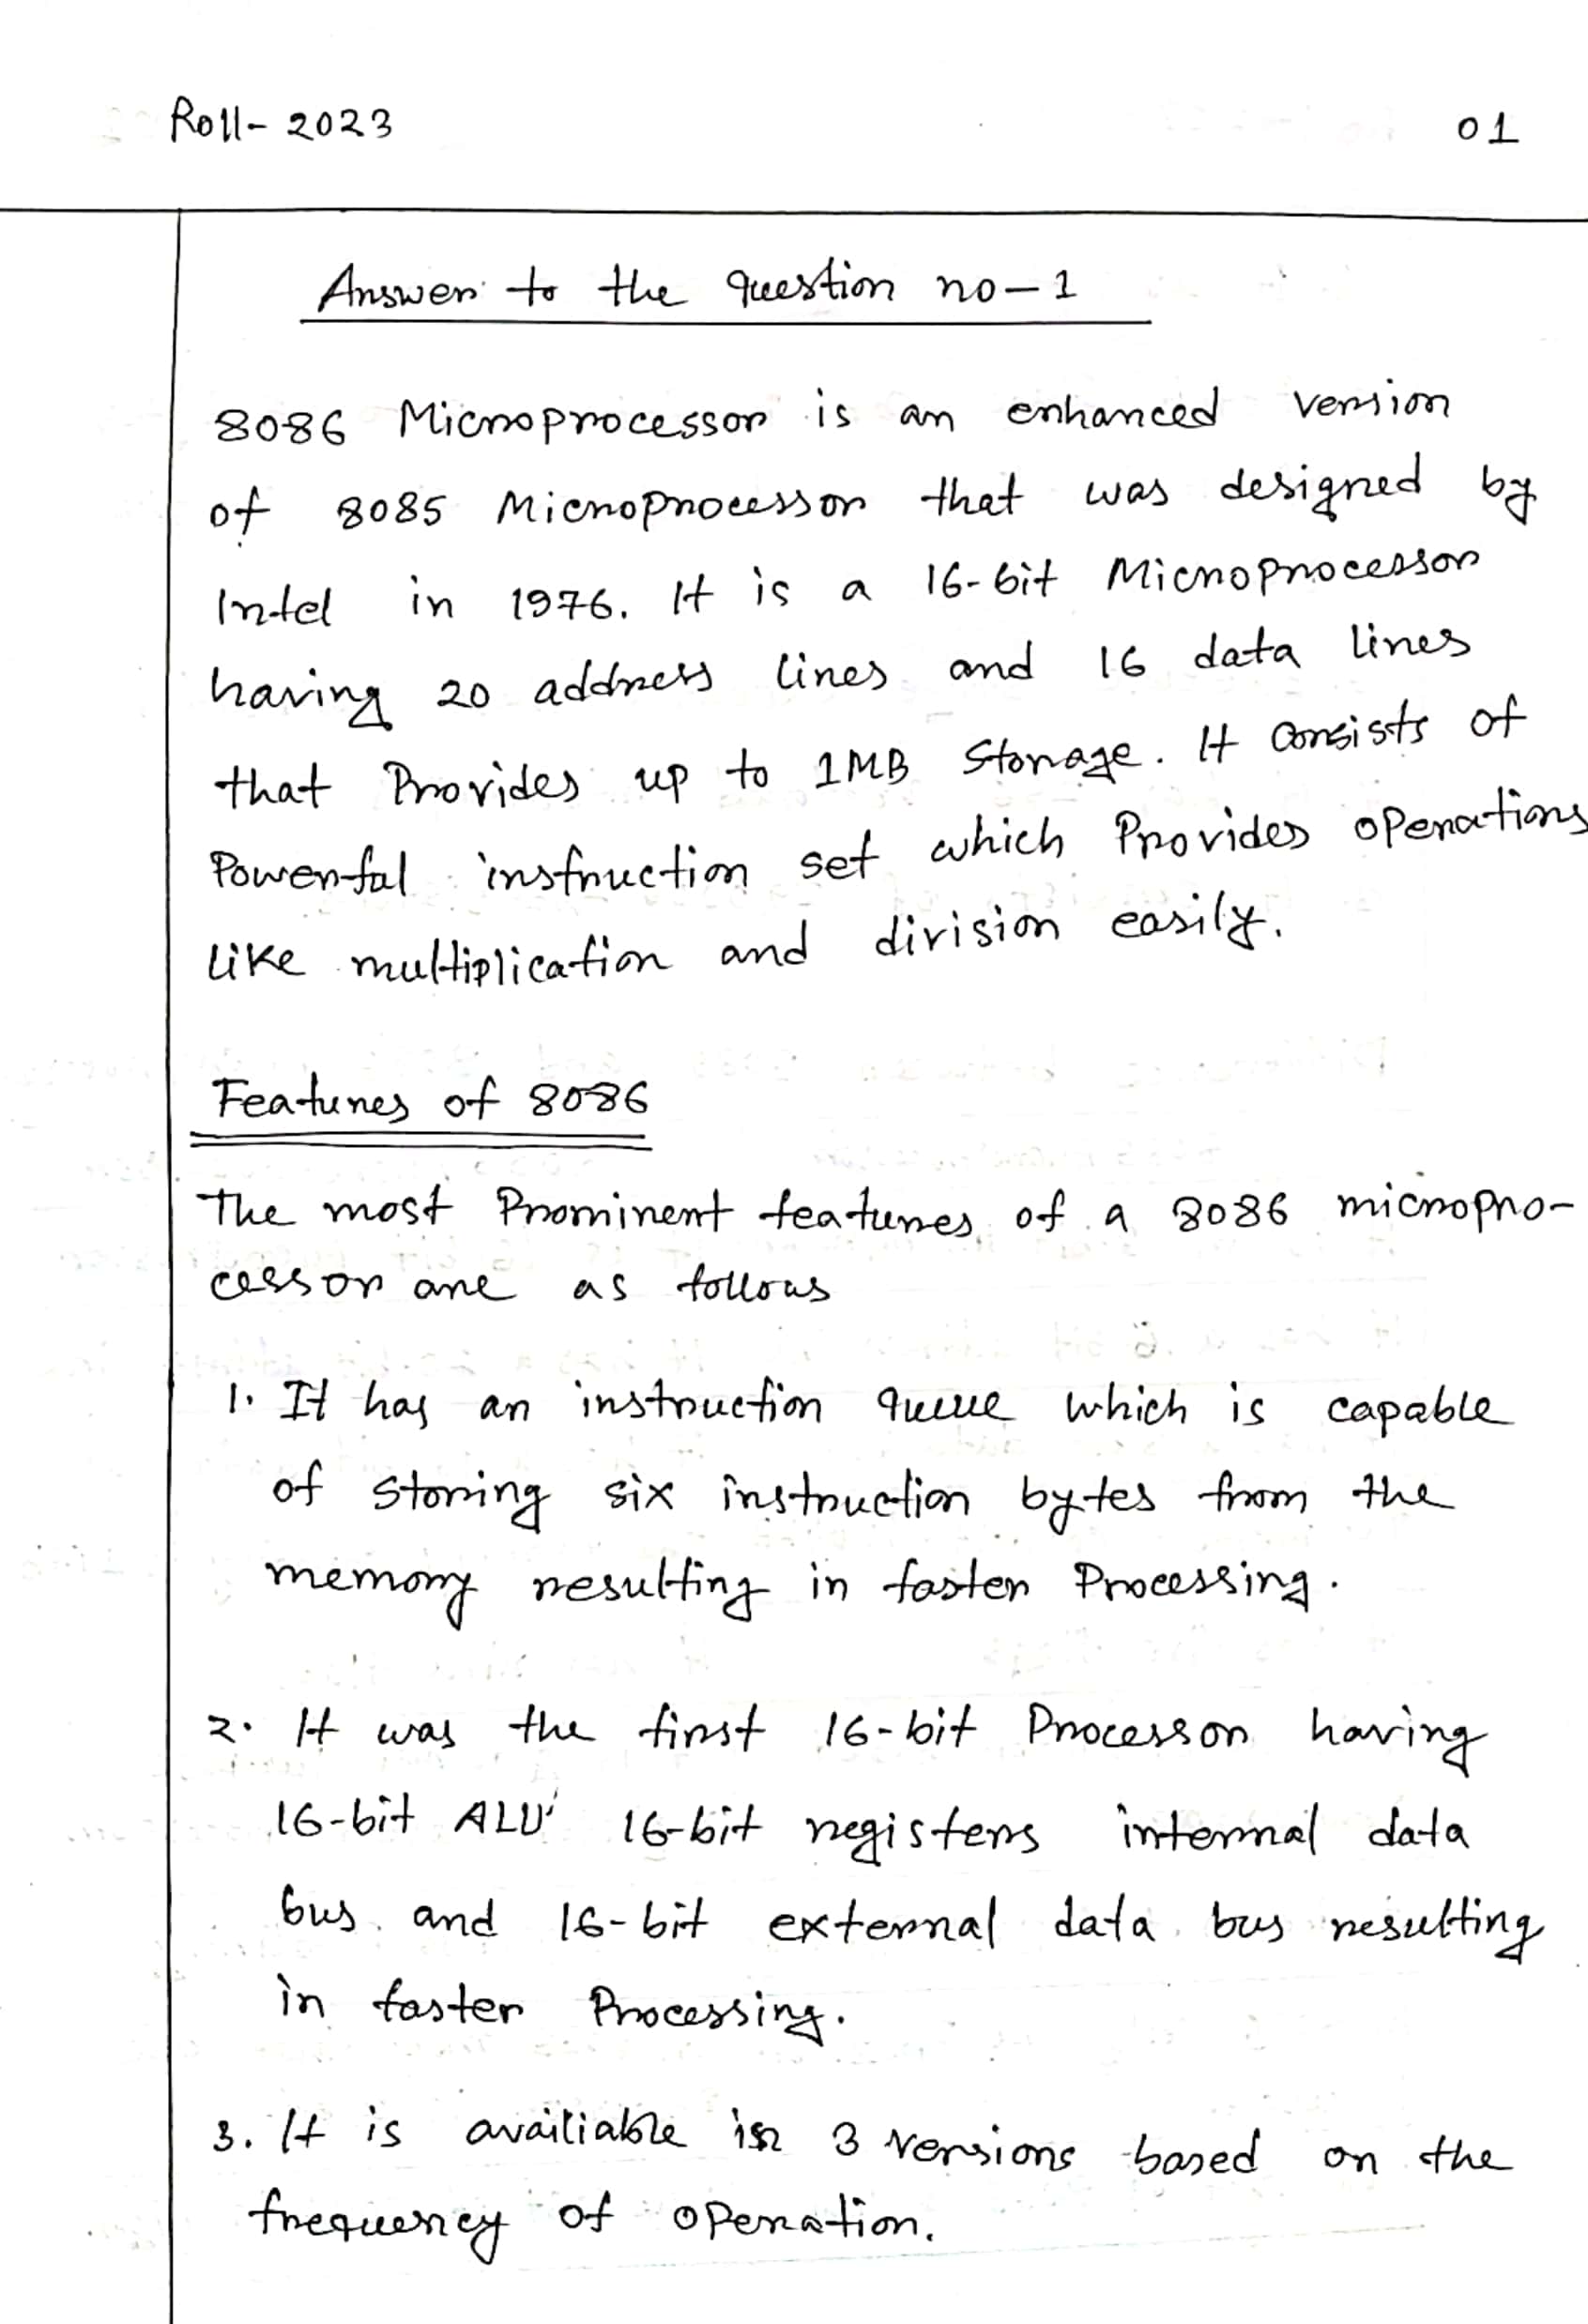 Roll- 2023
01
Answer to the question no-1
8086 Microprocessor is an enhanced version
of 8085 Microprocessor that was designed by
Intel in 1976. It is a 16-bit Microprocessor
having 20 address lines and 16 data lines
that Provides up to 1MB Storage. It consists of
Powerful instruction set which Provides operations
like multiplication and division easily.
Features of 8086
The most Prominent features of a 8086 micropro-
cessor are as follows
1. It has an instruction queue which is capable
of storing six instruction bytes from the
memory resulting in faster Processing.
2. It was the first 16-bit Processor having
16-bit ALU' 16-bit registers internal data
bus and 16-bit external data bus resulting
in faster Processing.
3. It is availiable in 3 versions based on the
frequency of operation.